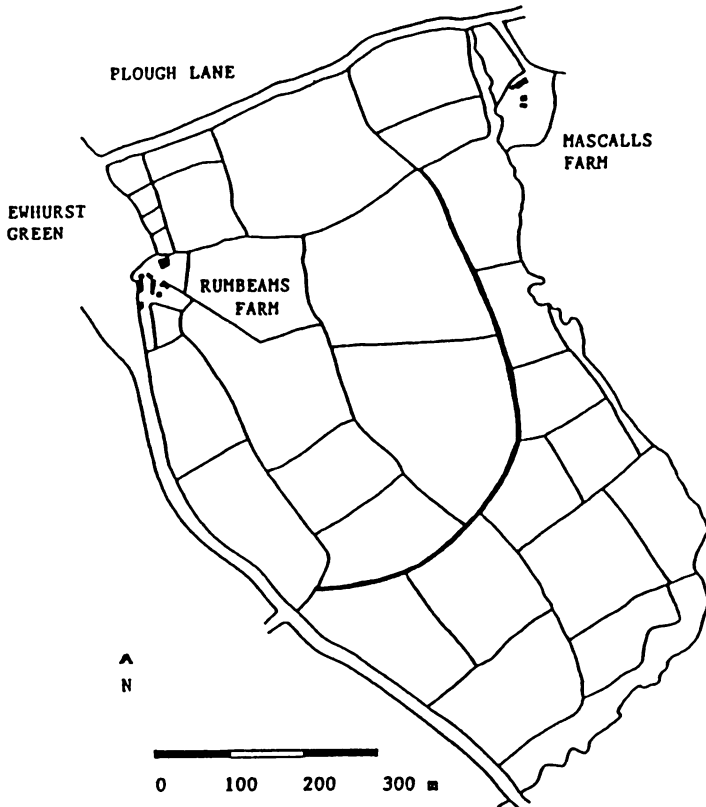 PLOUGH LANE
MASCALLS
FARM
EWHURST
GREEN
RUMBEAMS
FARM
N
0 100 200 300 m